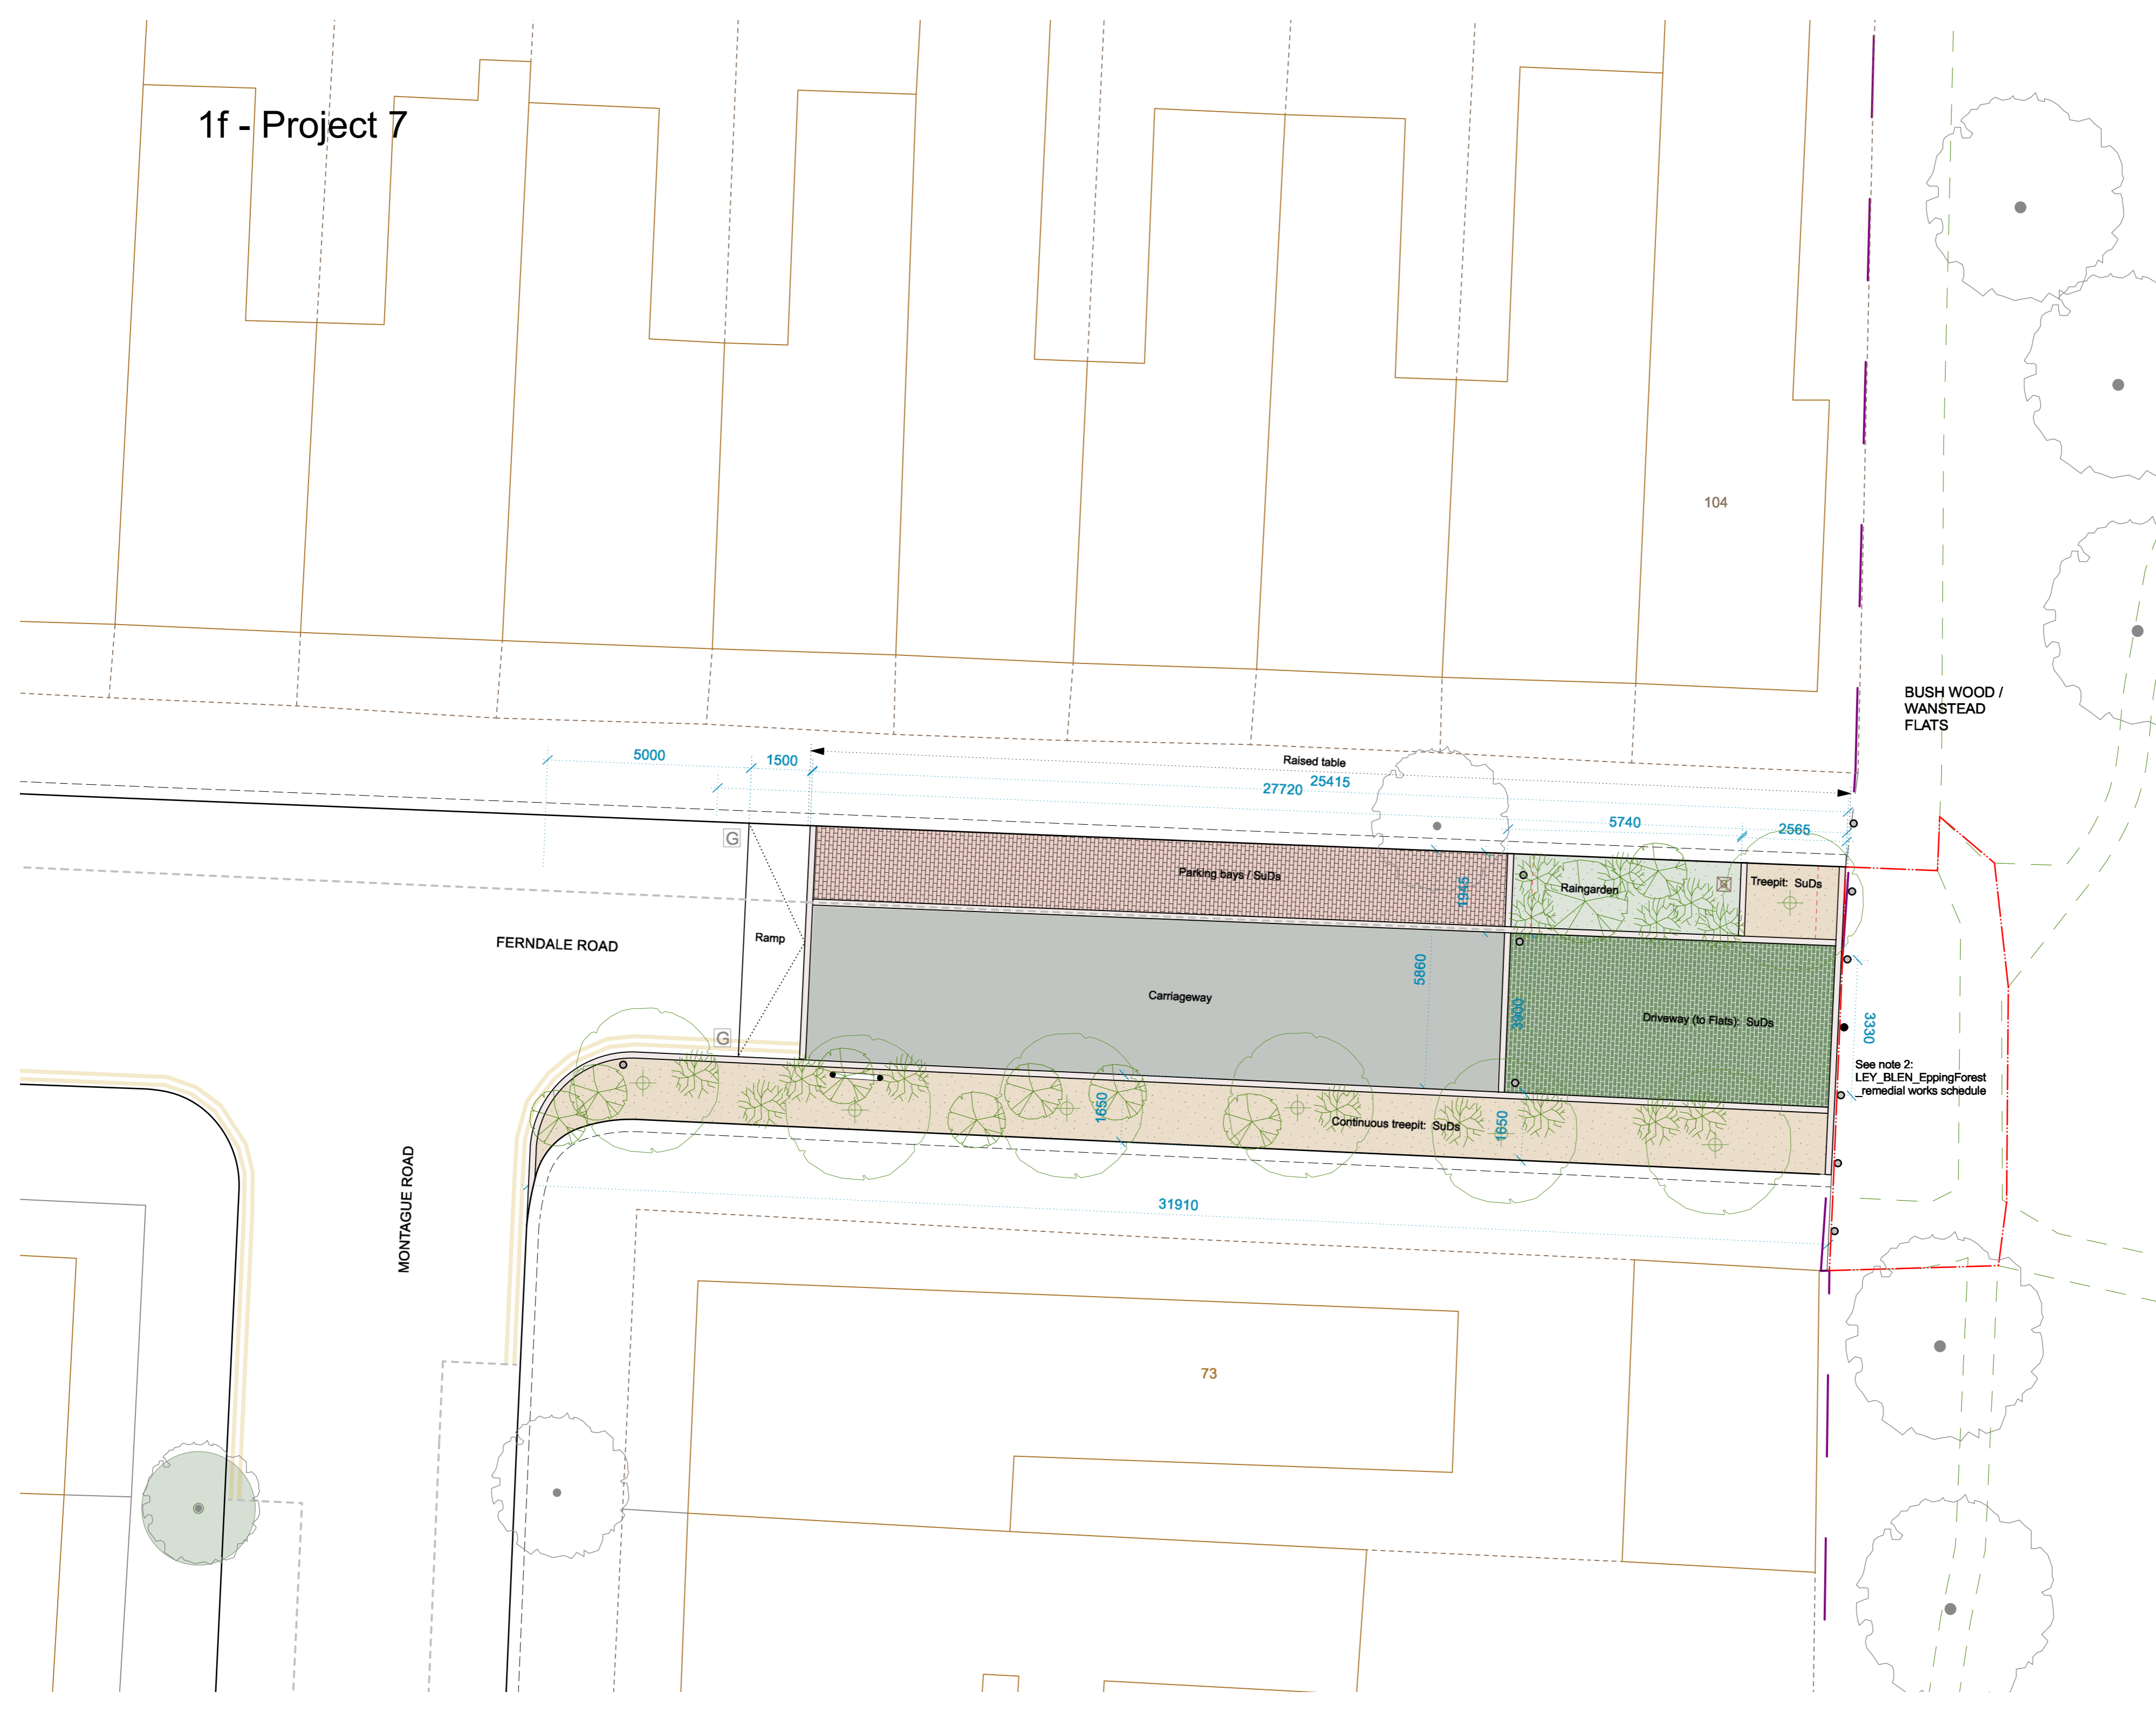 1f - Project 7
104
BUSH WOOD /
WANSTEAD
FLATS
5000
1500
Raised table
25415
27720
5740
2565
G
Parking bays / SuDs
1945
Raingarden
Treepit: SuDs
FERNDALE ROAD
Ramp
5860
Carriageway
3900
Driveway (to Flats): SuDs
3330
G
See note 2:
LEY_BLEN_EppingForest
_remedial works schedule
1650
Continuous treepit: SuDs
1650
MONTAGUE ROAD
31910
73